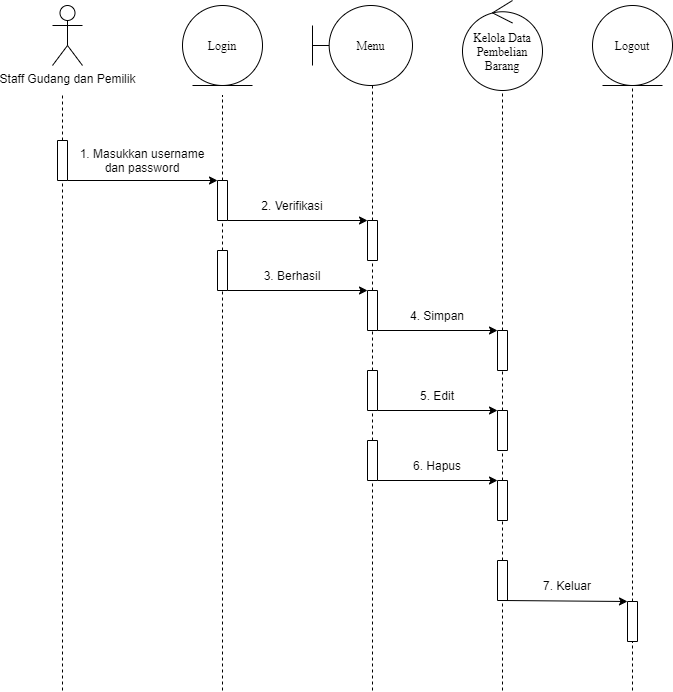 Staff Gudang dan Pemilik
Login
Menu
Kelola Data
Pembelian
Barang
Logout
1. Masukkan username
dan password
2. Verifikasi
3. Berhasil
4. Simpan
5. Edit
6. Hapus
7. Keluar